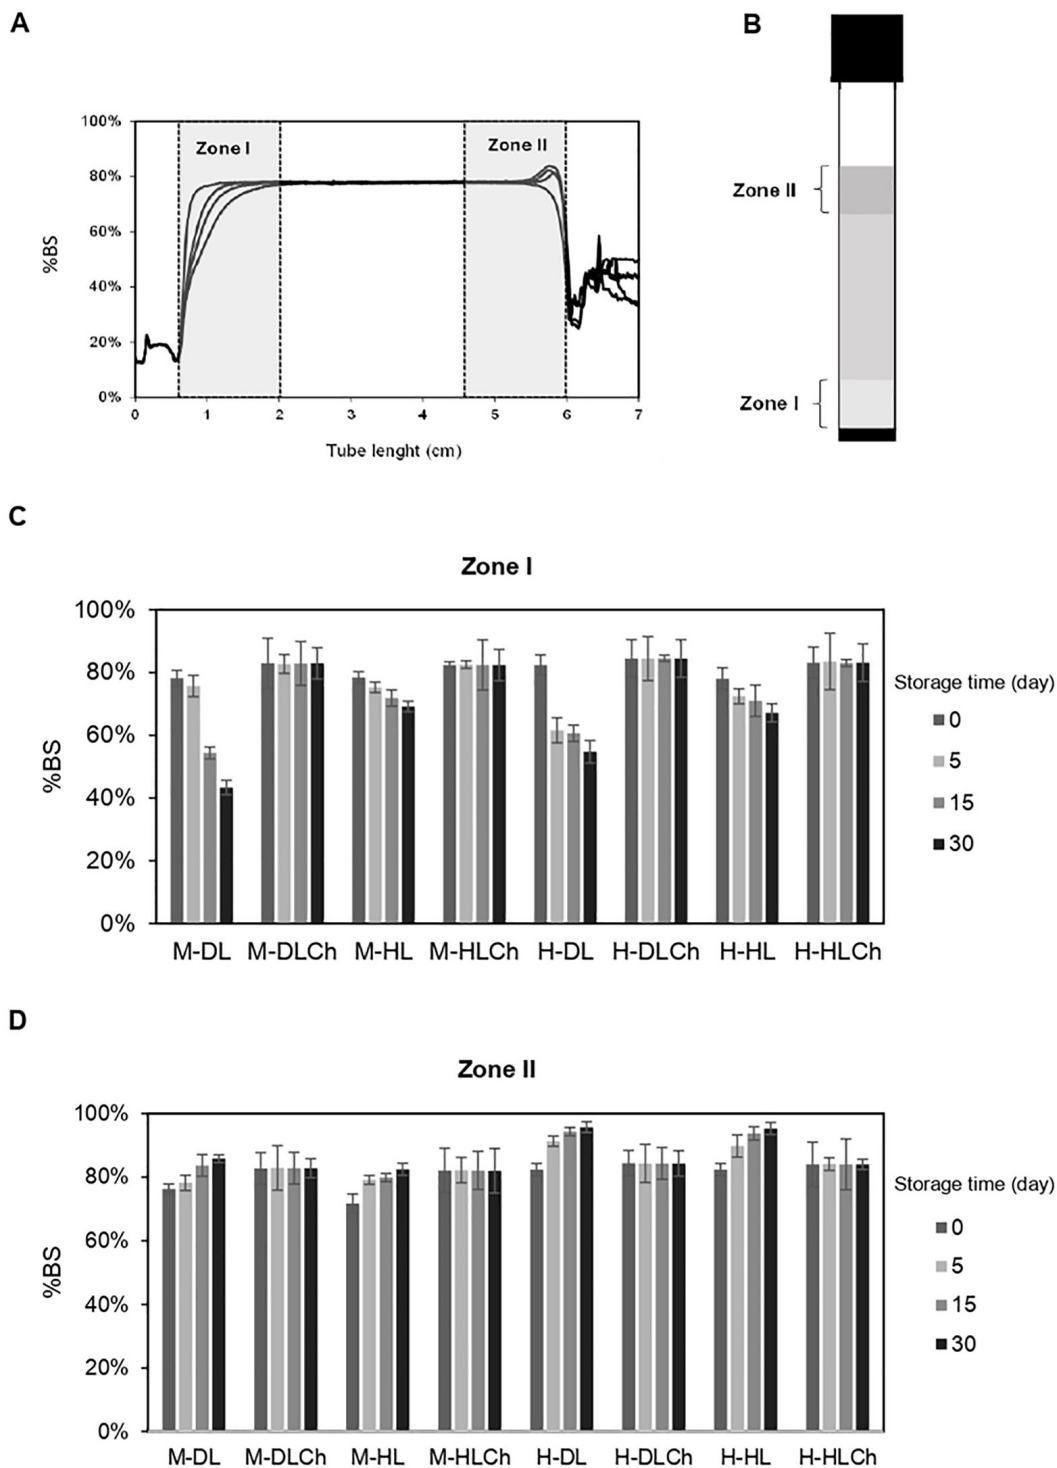 A
B
100%
80%
60%
40%
20%
0%
%BS
Zone I
Zone II
0 1 2 3 4 5 6 7
Tube lenght (cm)
Zone II
Zone I
C
Zone I
100%
80%
60%
40%
20%
0%
%BS
M-DL M-DLCh M-HL M-HLCh H-DL H-DLCh H-HL H-HLCh
Storage time (day)
0
5
15
30
D
Zone II
100%
80%
60%
40%
20%
0%
%BS
M-DL M-DLCh M-HL M-HLCh H-DL H-DLCh H-HL H-HLCh
Storage time (day)
0
5
15
30